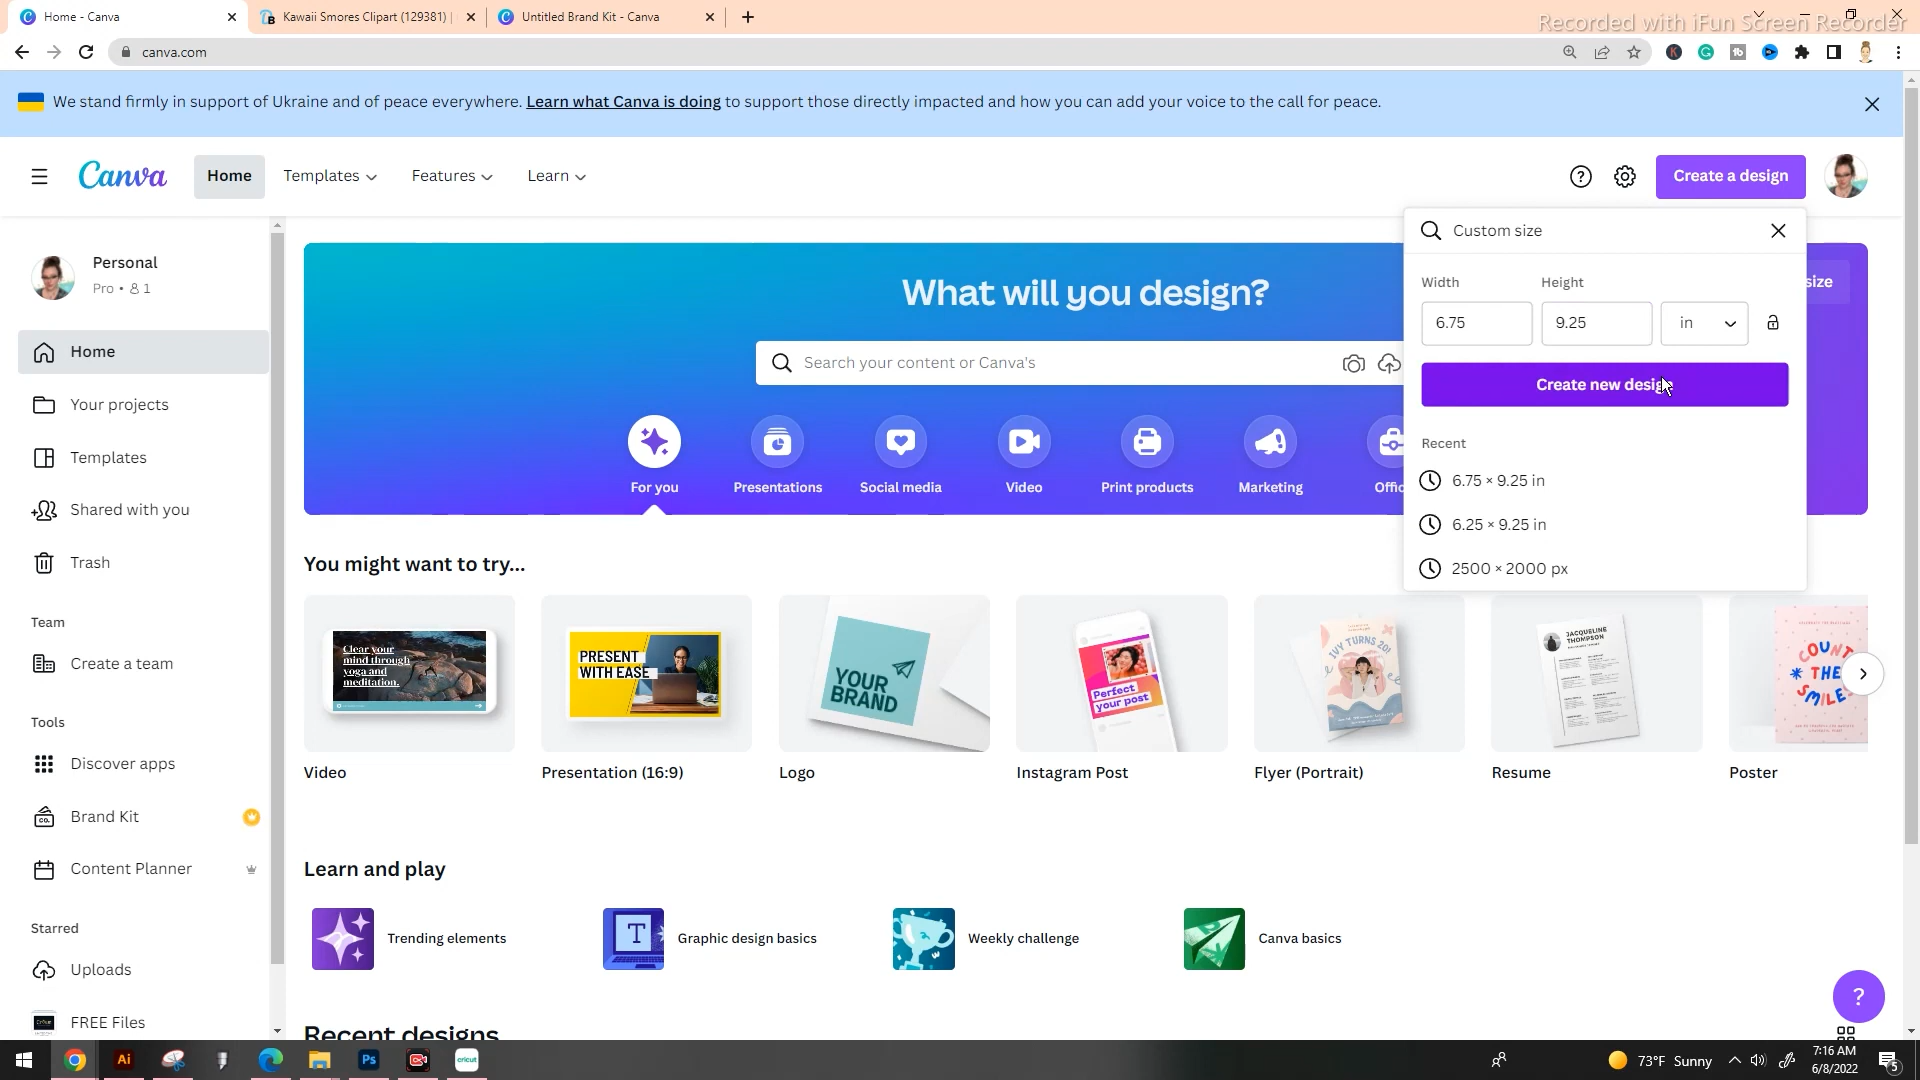 Home - Canva
Kawaii Smores Clipart (129381) |
Untitled Brand Kit - Canva
Recorded with iFun Screen Recorder
canva.com
We stand firmly in support of Ukraine and of peace everywhere. Learn what Canva is doing to support those directly impacted and how you can add your voice to the call for peace.
Canva
Home
Templates
Features
Learn
Create a design
Personal
Pro • 1
Home
Your projects
Templates
Shared with you
Trash
Team
Create a team
Tools
Discover apps
Brand Kit
Content Planner
Starred
Uploads
FREE Files
What will you design?
Search your content or Canva's
For you
Presentations
Social media
Video
Print products
Marketing
Offic
size
Custom size
Width
Height
6.75
9.25
in
Create new design
Recent
6.75 × 9.25 in
6.25 × 9.25 in
2500 × 2000 px
You might want to try...
Clear your
mind through
yoga and
meditation.
PRESENT
WITH EASE
YOUR
BRAND
Perfect
your post
IVY TURNS 20!
JACQUELINE
THOMPSON
COUNT
THE
SMILES
Video
Presentation (16:9)
Logo
Instagram Post
Flyer (Portrait)
Resume
Poster
Learn and play
Trending elements
T
Graphic design basics
Weekly challenge
Canva basics
Recent designs
?
Ai
Ps
cricut
73°F Sunny
7:16 AM
6/8/2022
5